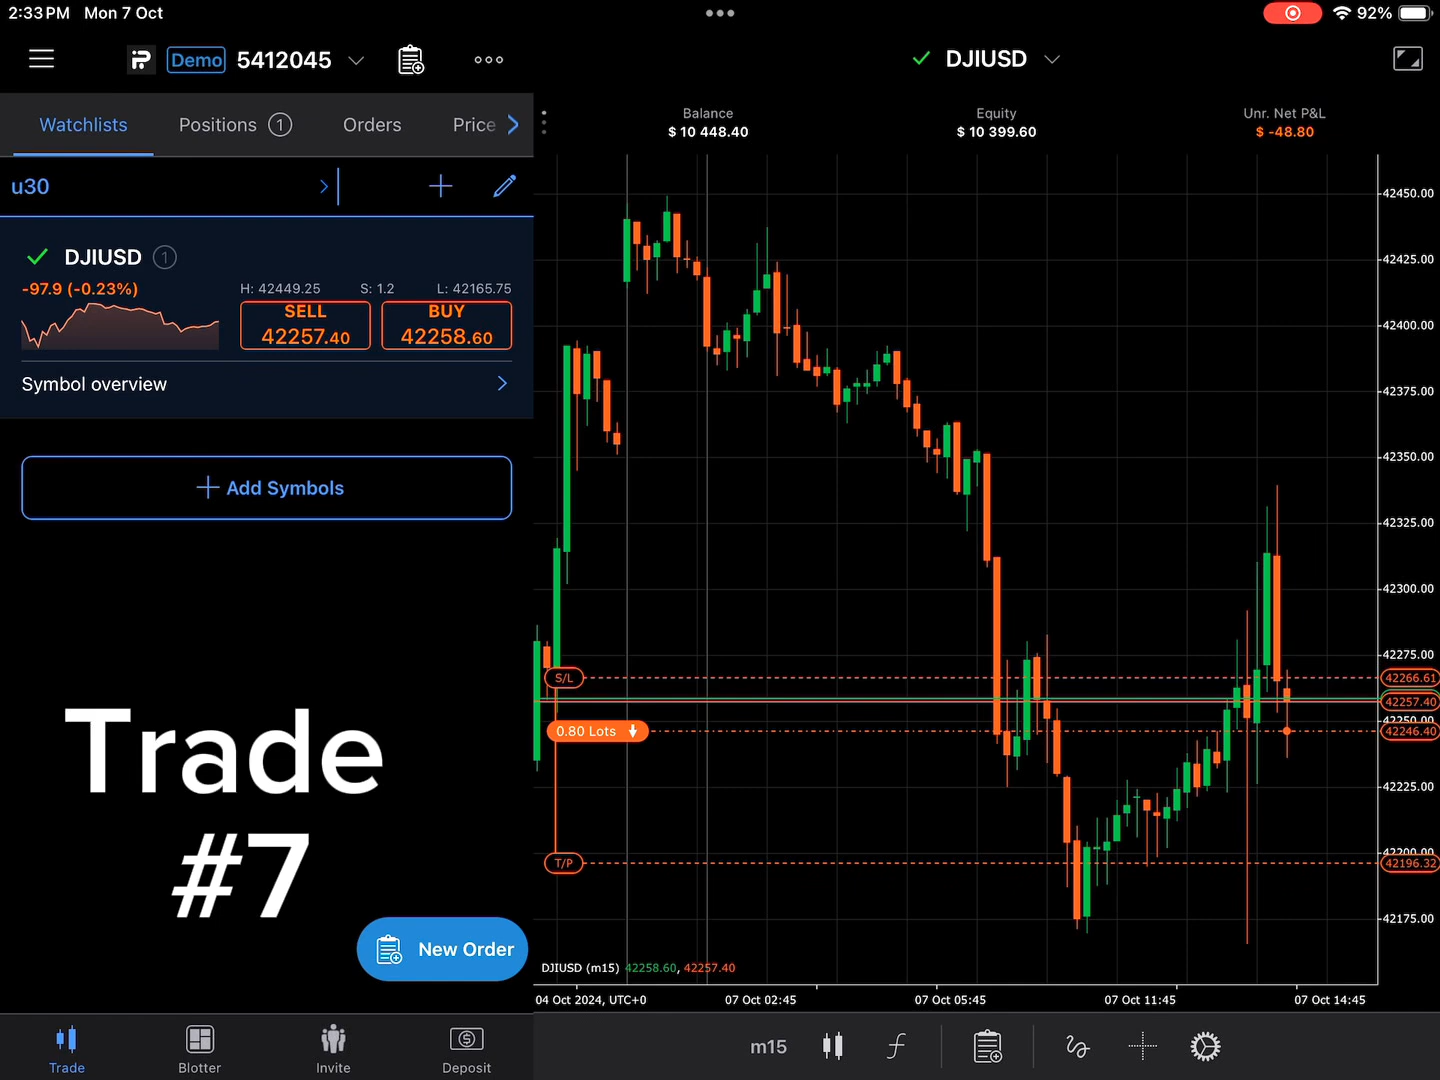 2:33 PM Mon 7 Oct
92%
Demo 5412045
DJIUSD
Watchlists Positions 1 Orders Price
Balance
$ 10 448.40
Equity
$ 10 399.60
Unr. Net P&L
$ -48.80
u30
DJIUSD 1
-97.9 (-0.23%)
H: 42449.25 S: 1.2 L: 42165.75
SELL
42257.40
BUY
42258.60
Symbol overview
Add Symbols
Trade
#7
New Order
Trade
Blotter
Invite
Deposit
42450.00
42425.00
42400.00
42375.00
42350.00
42325.00
42300.00
42275.00
S/L
42266.61
42257.40
42250.00
0.80 Lots
42246.40
42225.00
42200.00
T/P
42196.32
42175.00
DJIUSD (m15) 42258.60, 42257.40
04 Oct 2024, UTC+0
07 Oct 02:45
07 Oct 05:45
07 Oct 11:45
07 Oct 14:45
m15